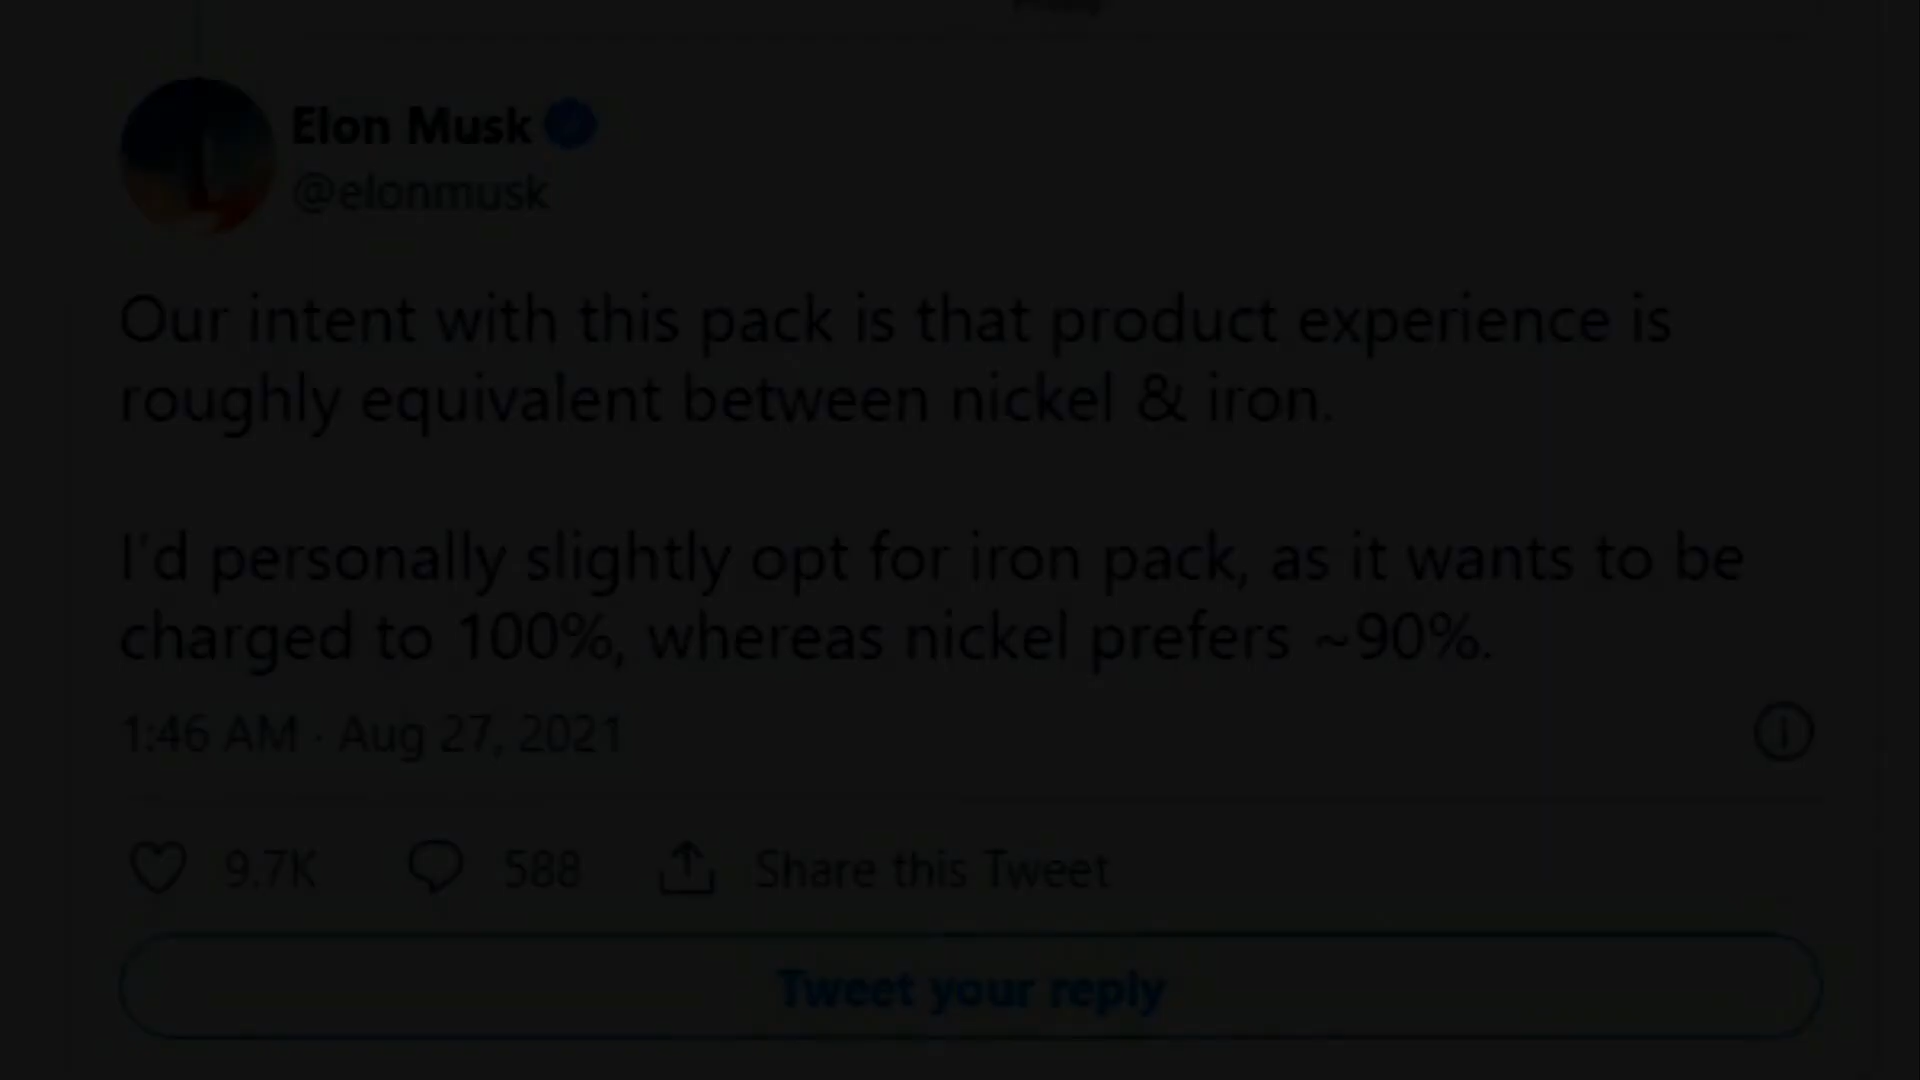 Elon Musk
@elonmusk
Our intent with this pack is that product experience is
roughly equivalent between nickel & iron.
I'd personally slightly opt for iron pack, as it wants to be
charged to 100%, whereas nickel prefers ~90%.
1:46 AM · Aug 27, 2021
9.7K 588 Share this Tweet
Tweet your reply